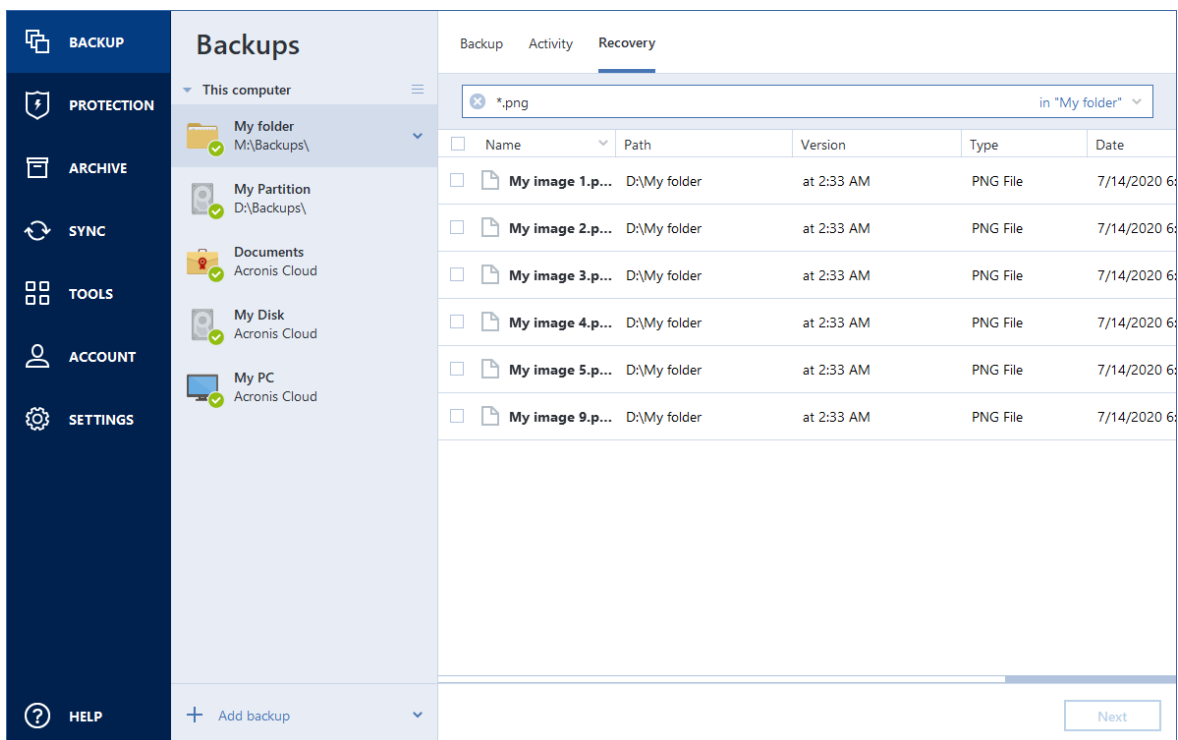 BACKUP
PROTECTION
ARCHIVE
SYNC
TOOLS
ACCOUNT
SETTINGS
HELP
Backups
This computer
My folder
M:\Backups\
My Partition
D:\Backups\
Documents
Acronis Cloud
My Disk
Acronis Cloud
My PC
Acronis Cloud
Add backup
Backup Activity Recovery
*.png in "My folder"
Name Path Version Type Date
My image 1.p... D:\My folder at 2:33 AM PNG File 7/14/2020 6:
My image 2.p... D:\My folder at 2:33 AM PNG File 7/14/2020 6:
My image 3.p... D:\My folder at 2:33 AM PNG File 7/14/2020 6:
My image 4.p... D:\My folder at 2:33 AM PNG File 7/14/2020 6:
My image 5.p... D:\My folder at 2:33 AM PNG File 7/14/2020 6:
My image 9.p... D:\My folder at 2:33 AM PNG File 7/14/2020 6:
Next